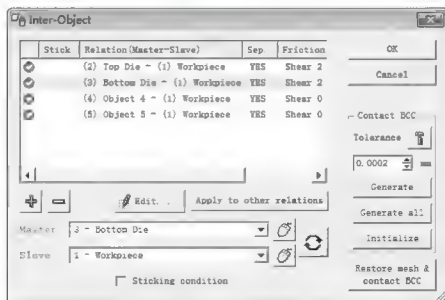 Inter-Object
Stick Relation(Master-Slave) Sep Friction
(2) Top Die - (1) Workpiece YES Shear 2
(3) Bottom Die - (1) Workpiece YES Shear 2
(4) Object 4 - (1) Workpiece YES Shear 0
(5) Object 5 - (1) Workpiece YES Shear 0
Edit...
Apply to other relations
Master 3 - Bottom Die
Slave 1 - Workpiece
Sticking condition
OK
Cancel
Contact BCC
Tolerance
0.0002
Generate
Generate all
Initialize
Restore mesh &
contact BCC